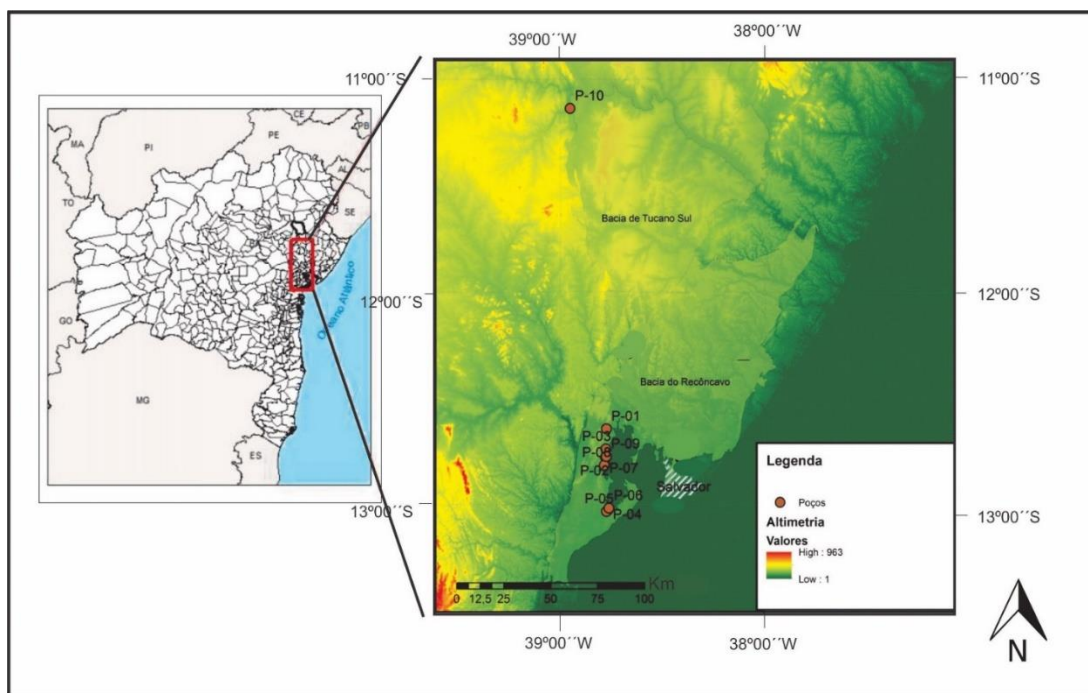 39º00´´W
38º00´´W
11º00´´S
11º00´´S
P-10
CE
PB
MA
PI
PE
AL
TO
SE
Bacia de Tucano Sul
Oceano Atlântico
12º00´´S
12º00´´S
GO
Bacia do Recôncavo
MG
P-01
P-03
P-09
P-08
P-02
P-07
ES
Legenda
Salvador
P-05
P-06
P-04
Poços
13º00´´S
13º00´´S
Altimetria
Valores
High : 963
Low : 1
Km
0 12,5 25 50 75 100
39º00´´W
38º00´´W
N